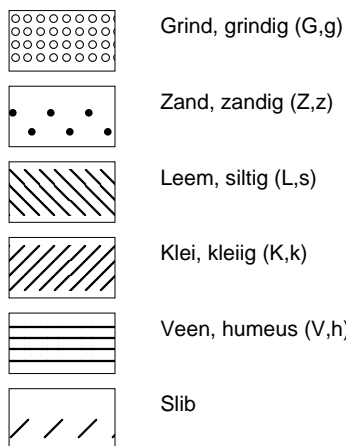 Grind, grindig (G,g)
Zand, zandig (Z,z)
Leem, siltig (L,s)
Klei, kleiig (K,k)
Veen, humeus (V,h)
Slib